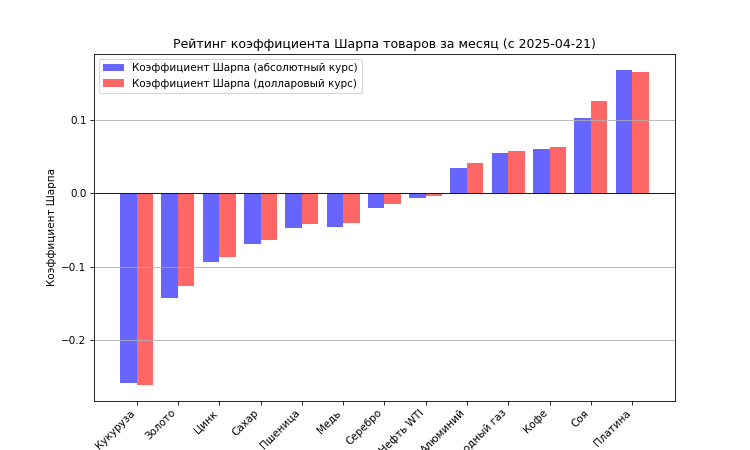 Рейтинг коэффициента Шарпа товаров за месяц (с 2025-04-21)
Коэффициент Шарпа (абсолютный курс)
Коэффициент Шарпа (долларовый курс)
Коэффициент Шарпа
0.1
0.0
−0.1
−0.2
Кукуруза
Золото
Цинк
Сахар
Пшеница
Медь
Серебро
Нефть WTI
Алюминий
одный газ
Кофе
Соя
Платина